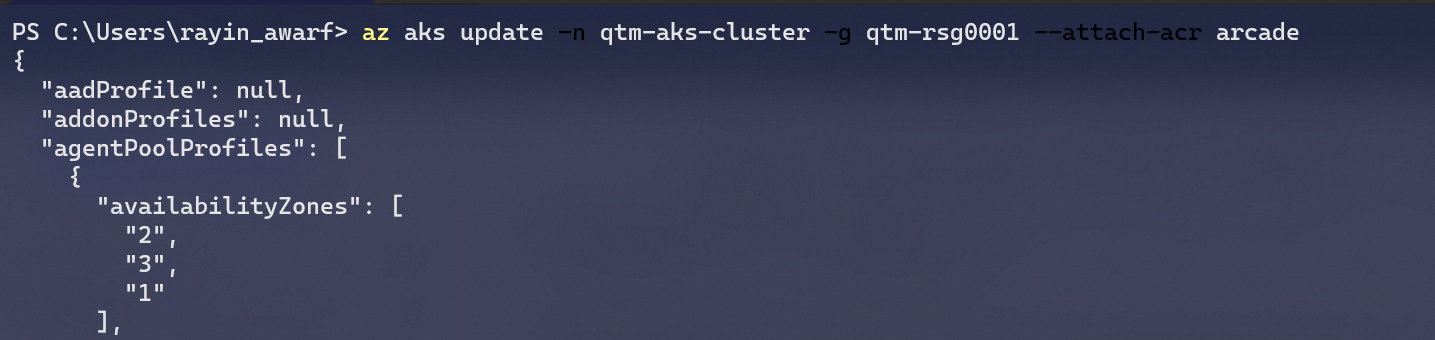 PS C:\Users\rayin_awarf> az aks update -n qtm-aks-cluster -g qtm-rsg0001 --attach-acr arcade
{
  "aadProfile": null,
  "addonProfiles": null,
  "agentPoolProfiles": [
    {
      "availabilityZones": [
        "2",
        "3",
        "1"
      ],